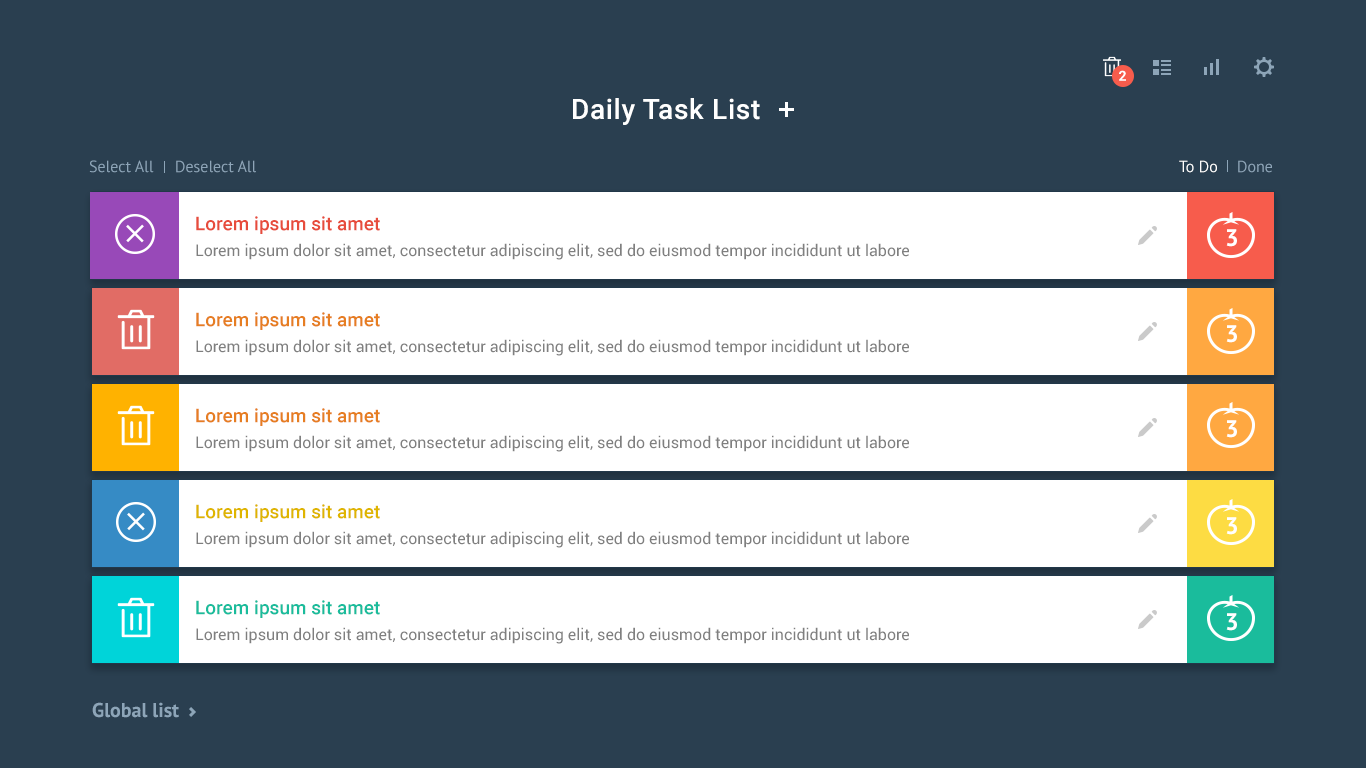 2
Daily Task List +
Select All | Deselect All
To Do | Done
Lorem ipsum sit amet
Lorem ipsum dolor sit amet, consectetur adipiscing elit, sed do eiusmod tempor incididunt ut labore
3
Lorem ipsum sit amet
Lorem ipsum dolor sit amet, consectetur adipiscing elit, sed do eiusmod tempor incididunt ut labore
3
Lorem ipsum sit amet
Lorem ipsum dolor sit amet, consectetur adipiscing elit, sed do eiusmod tempor incididunt ut labore
3
Lorem ipsum sit amet
Lorem ipsum dolor sit amet, consectetur adipiscing elit, sed do eiusmod tempor incididunt ut labore
3
Lorem ipsum sit amet
Lorem ipsum dolor sit amet, consectetur adipiscing elit, sed do eiusmod tempor incididunt ut labore
3
Global list >